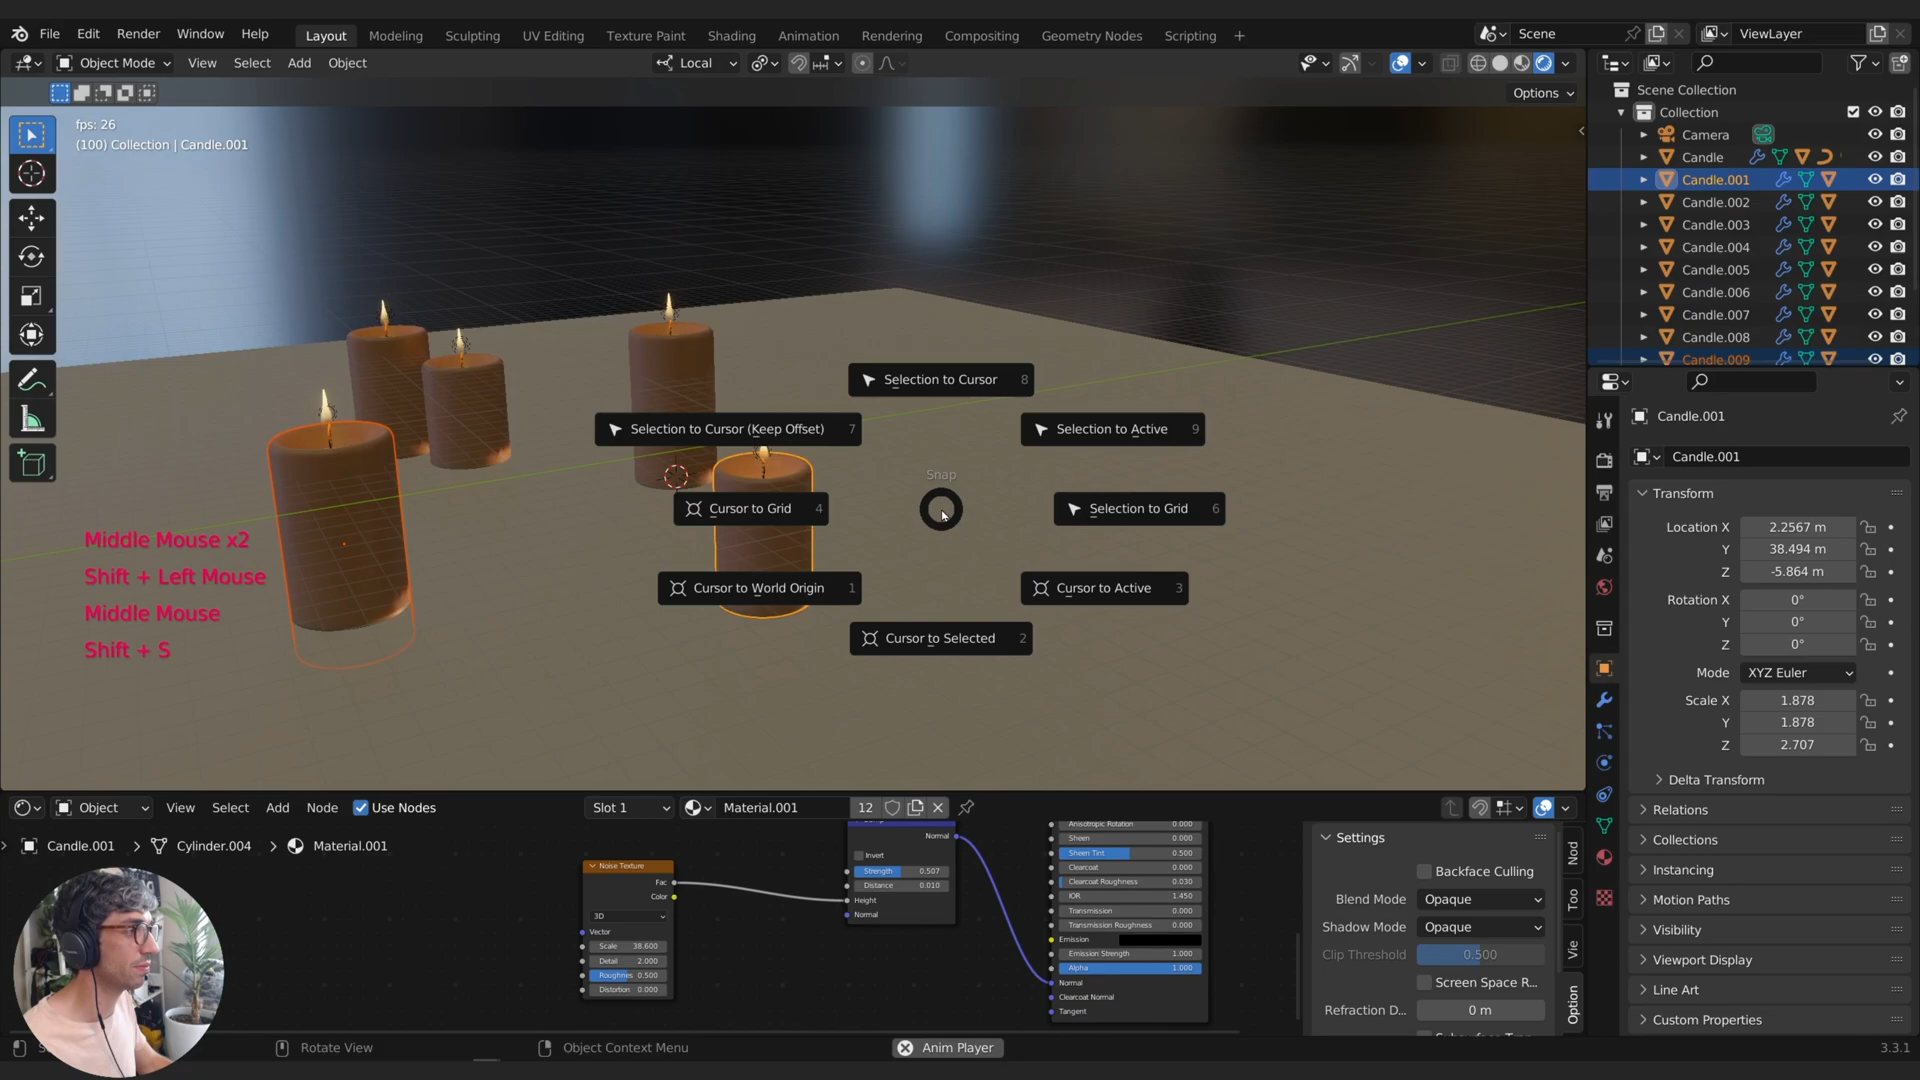 File Edit Render Window Help Layout Modeling Sculpting UV Editing Texture Paint Shading Animation Rendering Compositing Geometry Nodes Scripting + Scene ViewLayer
Object Mode View Select Add Object Local
Options
fps: 26
(100) Collection | Candle.001
Scene Collection
Collection
Camera
Candle
Candle.001
Candle.002
Candle.003
Candle.004
Candle.005
Candle.006
Candle.007
Candle.008
Candle.009
Selection to Cursor 8
Selection to Cursor (Keep Offset) 7
Selection to Active 9
Snap
Cursor to Grid 4
Selection to Grid 6
Cursor to World Origin 1
Cursor to Active 3
Cursor to Selected 2
Middle Mouse x2
Shift + Left Mouse
Middle Mouse
Shift + S
Candle.001
Candle.001
Transform
Location X 2.2567 m
Y 38.494 m
Z -5.864 m
Rotation X 0°
Y 0°
Z 0°
Mode XYZ Euler
Scale X 1.878
Y 1.878
Z 2.707
Delta Transform
Relations
Collections
Instancing
Motion Paths
Visibility
Viewport Display
Line Art
Custom Properties
Object View Select Add Node Use Nodes Slot 1 Material.001 12
Candle.001 > Cylinder.004 > Material.001
Noise Texture
Fac
Color
3D
Vector
Scale 38.600
Detail 2.000
Roughnes 0.500
Distortion 0.000
Normal
Invert
Strength 0.507
Distance 0.010
Height
Normal
Anisotropic Rotation 0.000
Sheen 0.000
Sheen Tint 0.500
Clearcoat 0.000
Clearcoat Roughness 0.030
IOR 1.450
Transmission 0.000
Transmission Roughness 0.000
Emission
Emission Strength 1.000
Alpha 1.000
Normal
Clearcoat Normal
Tangent
Settings
Backface Culling
Blend Mode Opaque
Shadow Mode Opaque
Clip Threshold 0.500
Screen Space R...
Refraction D... 0 m
Nod
Too
Vie
Option
Rotate View Object Context Menu Anim Player 3.3.1